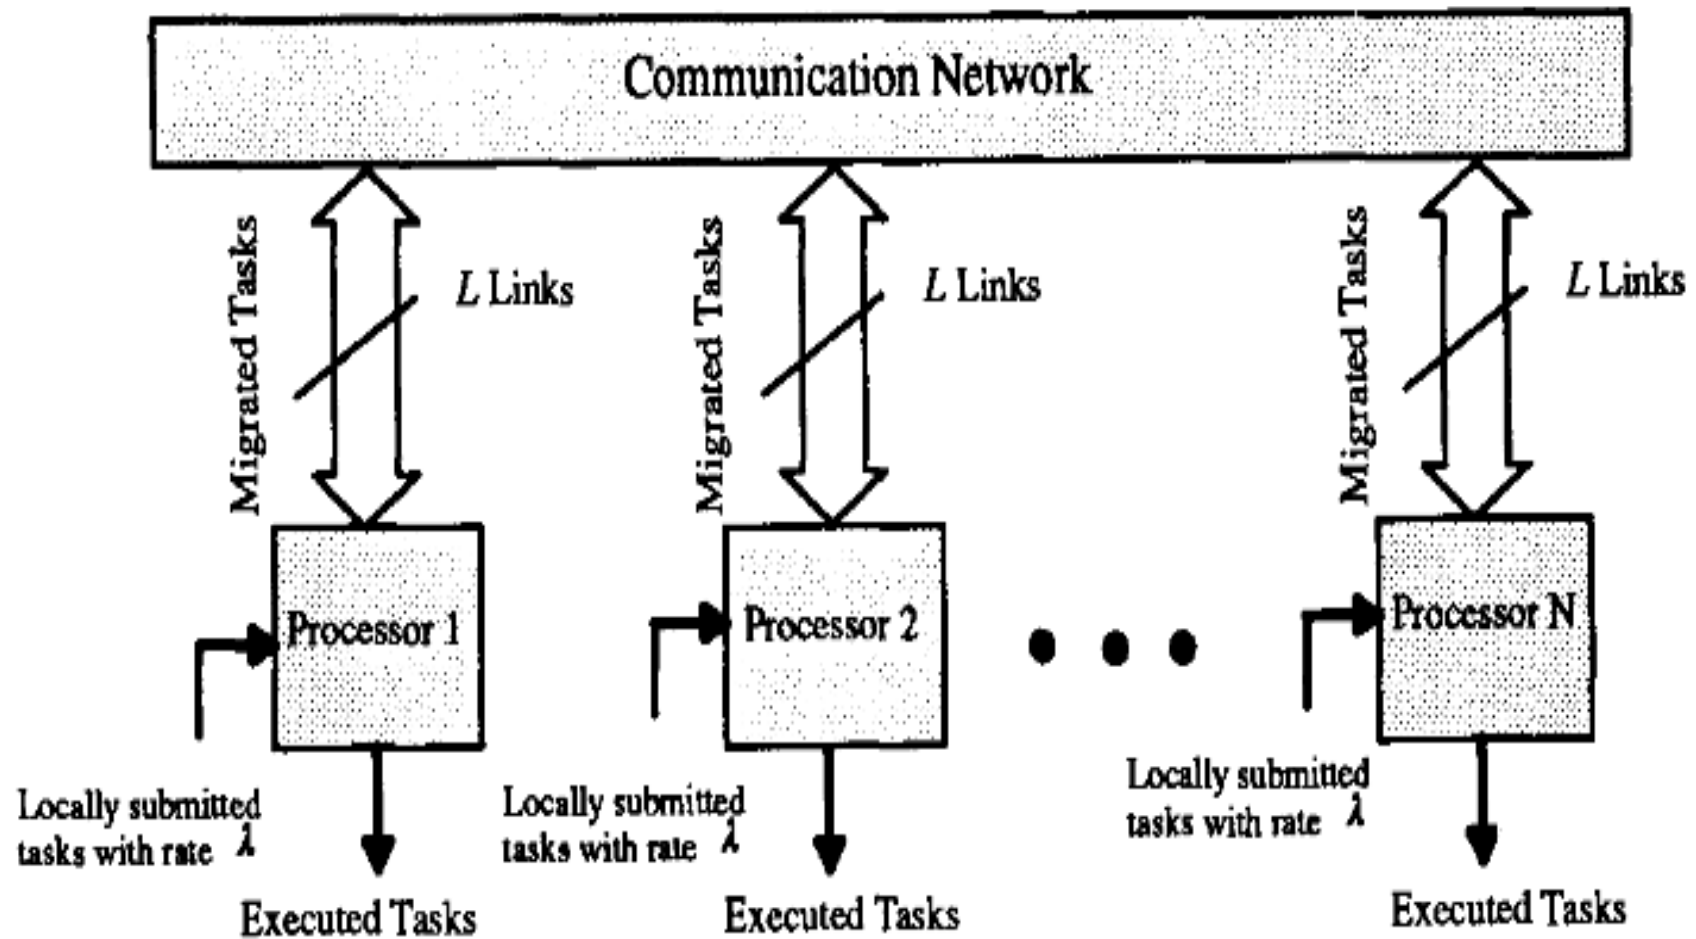 Communication Network
Migrated Tasks
L Links
Migrated Tasks
L Links
Migrated Tasks
L Links
Processor 1
Processor 2
Processor N
Locally submitted
tasks with rate λ
Locally submitted
tasks with rate λ
Locally submitted
tasks with rate λ
Executed Tasks
Executed Tasks
Executed Tasks